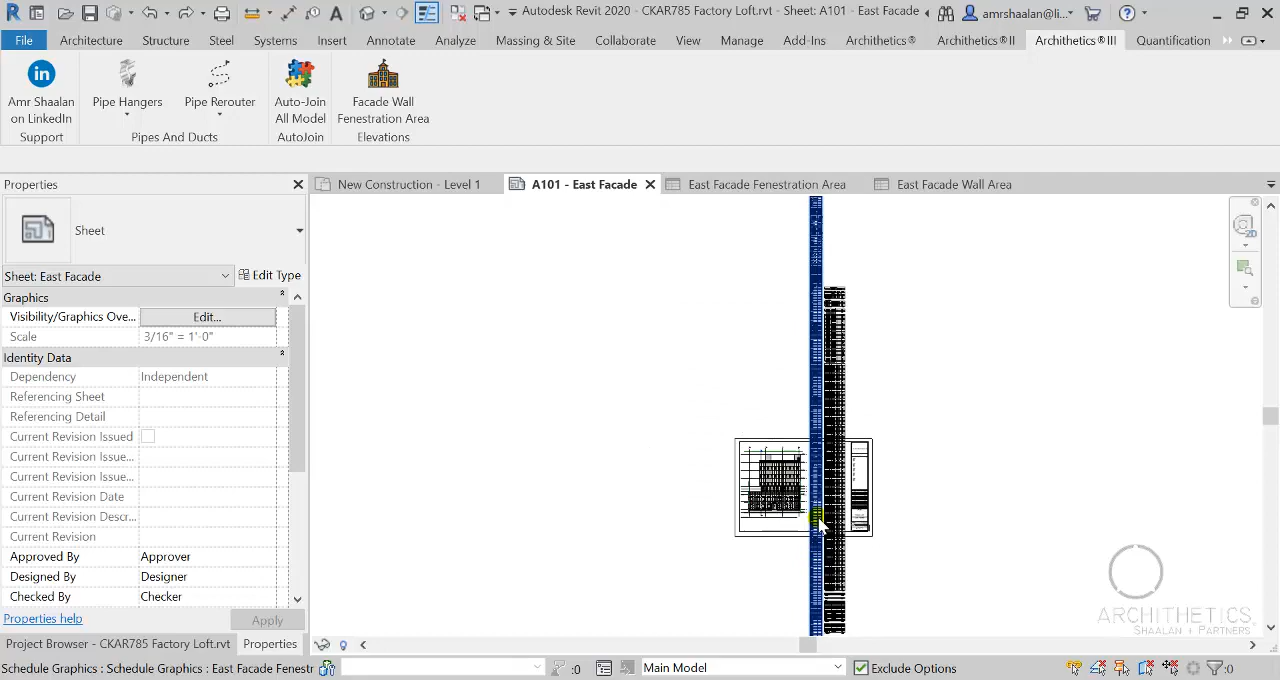 Autodesk Revit 2020 - CKAR785 Factory Loft.rvt - Sheet: A101 - East Facade
amrshaalan@li...
File Architecture Structure Steel Systems Insert Annotate Analyze Massing & Site Collaborate View Manage Add-Ins Archithetics® Archithetics®II Archithetics®III Quantification
in
Amr Shaalan
on LinkedIn
Pipe Hangers
Pipe Rerouter
Auto-Join
All Model
Facade Wall
Fenestration Area
Support
Pipes And Ducts
AutoJoin
Elevations
Properties
New Construction - Level 1
A101 - East Facade
East Facade Fenestration Area
East Facade Wall Area
Sheet
2D
Sheet: East Facade
Edit Type
Graphics
Visibility/Graphics Ove... Edit...
Scale 3/16" = 1'-0"
Identity Data
Dependency Independent
Referencing Sheet
Referencing Detail
Current Revision Issued
Current Revision Issue...
Current Revision Issue...
Current Revision Date
Current Revision Descr...
Current Revision
Approved By Approver
Designed By Designer
Checked By Checker
Properties help Apply
Project Browser - CKAR785 Factory Loft.rvt Properties
Schedule Graphics : Schedule Graphics : East Facade Fenestr
:0
Main Model
Exclude Options
:0
ARCHITHETICS.
SHAALAN + PARTNERS